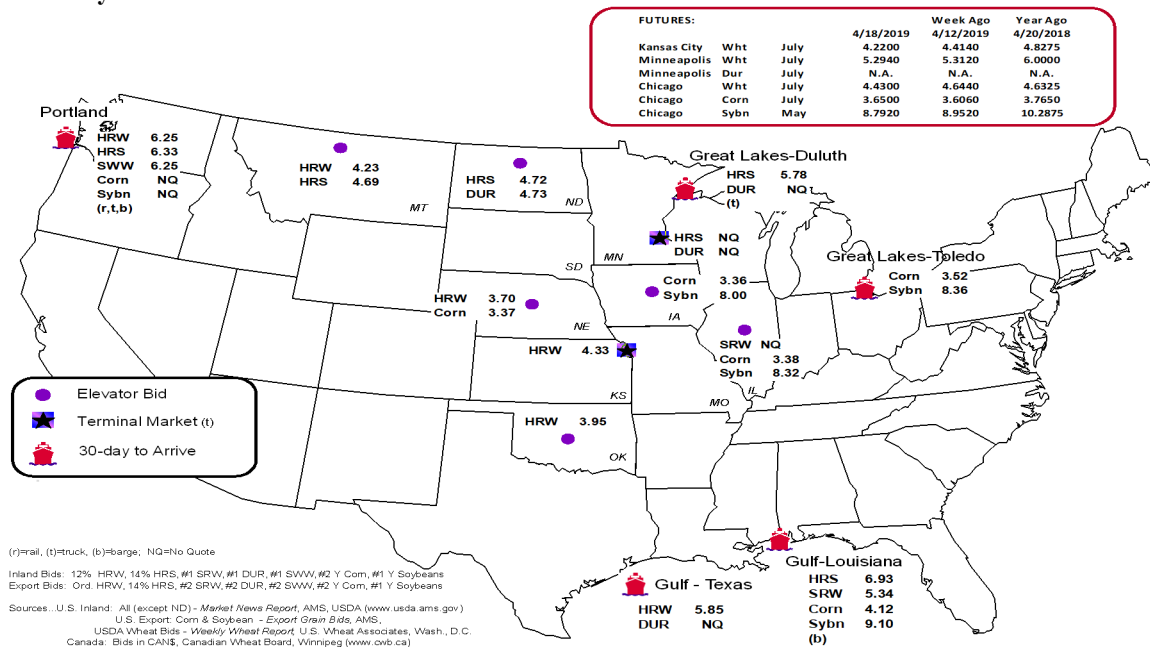 FUTURES: Week Ago Year Ago
4/18/2019 4/12/2019 4/20/2018
Kansas City Wht July 4.2200 4.4140 4.8275
Minneapolis Wht July 5.2940 5.3120 6.0000
Minneapolis Dur July N.A. N.A. N.A.
Chicago Wht July 4.4300 4.6440 4.6325
Chicago Corn July 3.6500 3.6060 3.7650
Chicago Sybn May 8.7920 8.9520 10.2875
Portland
HRW 6.25
HRS 6.33
SWW 6.25
Corn NQ
Sybn NQ
(r,t,b)
HRW 4.23
HRS 4.69
MT
HRS 4.72
DUR 4.73
ND
Great Lakes-Duluth
HRS 5.78
DUR NQ
(t)
HRS NQ
DUR NQ
MN
SD
Great Lakes-Toledo
Corn 3.52
Sybn 8.36
Corn 3.36
Sybn 8.00
IA
HRW 3.70
Corn 3.37
NE
SRW NQ
Corn 3.38
Sybn 8.32
IL
HRW 4.33
KS
MO
HRW 3.95
OK
Elevator Bid
Terminal Market (t)
30-day to Arrive
Gulf - Texas
HRW 5.85
DUR NQ
Gulf-Louisiana
HRS 6.93
SRW 5.34
Corn 4.12
Sybn 9.10
(b)
(r)=rail, (t)=truck, (b)=barge; NQ=No Quote
Inland Bids: 12% HRW, 14% HRS, #1 SRW, #1 DUR, #1 SWW, #2 Y Corn, #1 Y Soybeans
Export Bids: Ord. HRW, 14% HRS, #2 SRW, #2 DUR, #2 SWW, #2 Y Corn, #1 Y Soybeans
Sources...U.S. Inland: All (except ND) - Market News Report, AMS, USDA (www.usda.ams.gov)
U.S. Export: Corn & Soybean - Export Grain Bids, AMS,
USDA Wheat Bids - Weekly Wheat Report, U.S. Wheat Associates, Wash., D.C.
Canada: Bids in CAN$, Canadian Wheat Board, Winnipeg (www.cwb.ca)